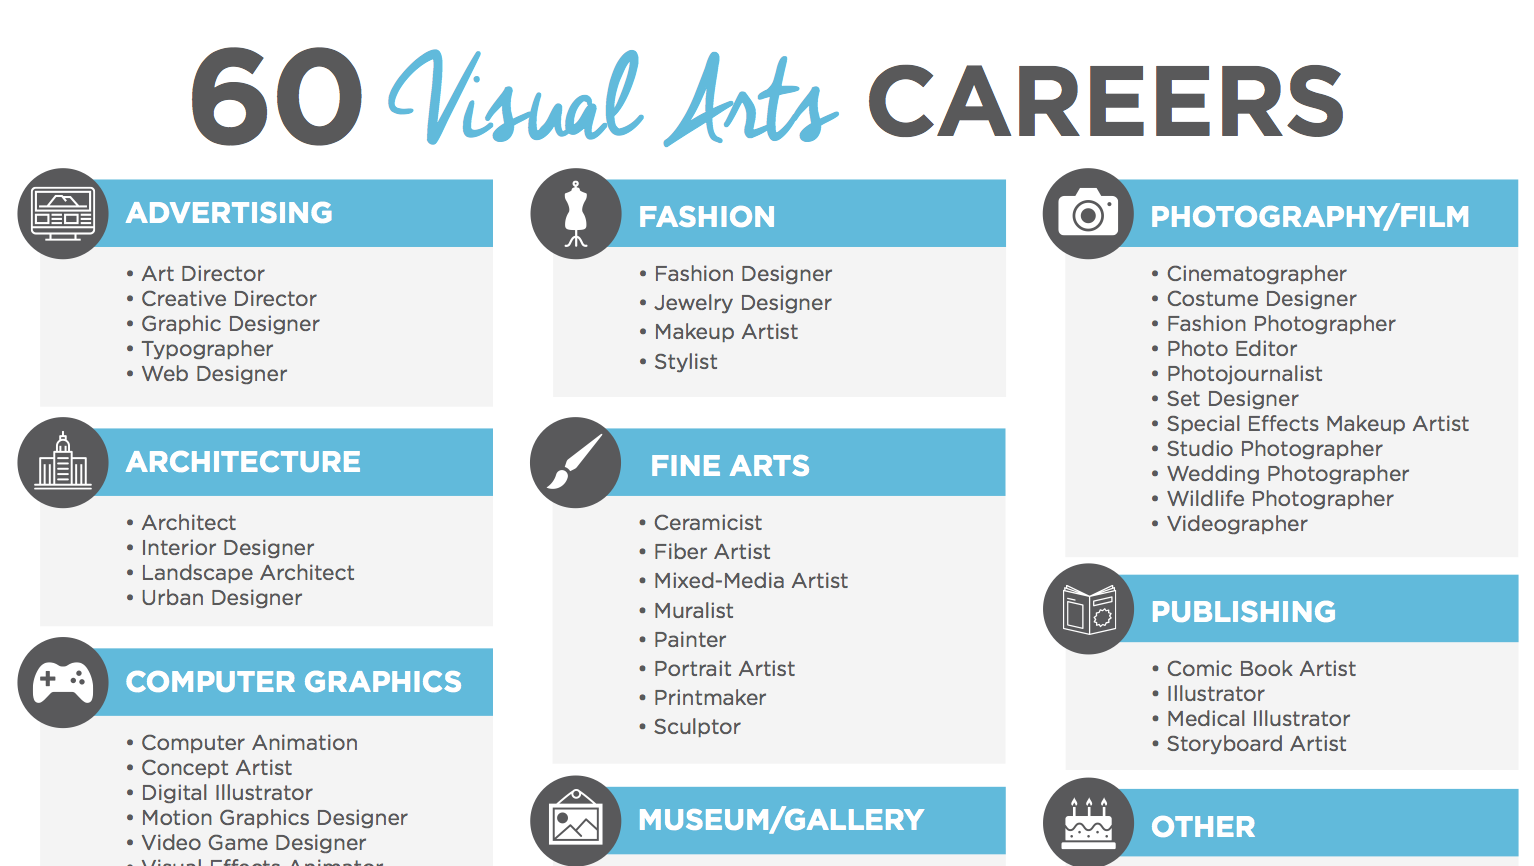 60 Visual Arts CAREERS
ADVERTISING
• Art Director
• Creative Director
• Graphic Designer
• Typographer
• Web Designer
ARCHITECTURE
• Architect
• Interior Designer
• Landscape Architect
• Urban Designer
COMPUTER GRAPHICS
• Computer Animation
• Concept Artist
• Digital Illustrator
• Motion Graphics Designer
• Video Game Designer
• Visual Effects Animator
FASHION
• Fashion Designer
• Jewelry Designer
• Makeup Artist
• Stylist
FINE ARTS
• Ceramicist
• Fiber Artist
• Mixed-Media Artist
• Muralist
• Painter
• Portrait Artist
• Printmaker
• Sculptor
MUSEUM/GALLERY
PHOTOGRAPHY/FILM
• Cinematographer
• Costume Designer
• Fashion Photographer
• Photo Editor
• Photojournalist
• Set Designer
• Special Effects Makeup Artist
• Studio Photographer
• Wedding Photographer
• Wildlife Photographer
• Videographer
PUBLISHING
• Comic Book Artist
• Illustrator
• Medical Illustrator
• Storyboard Artist
OTHER